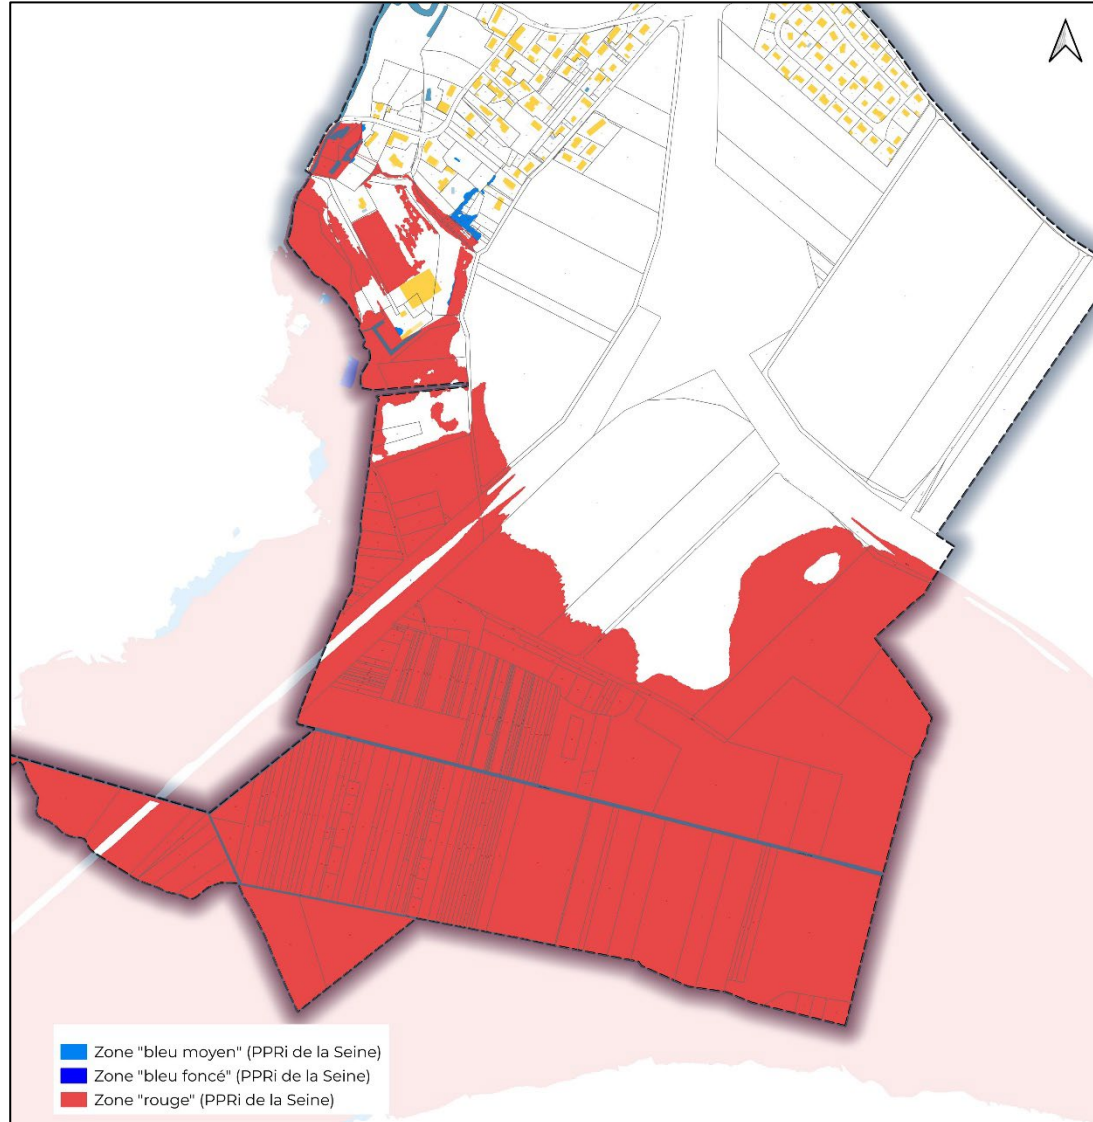 Zone "bleu moyen" (PPRi de la Seine)
Zone "bleu foncé" (PPRi de la Seine)
Zone "rouge" (PPRi de la Seine)